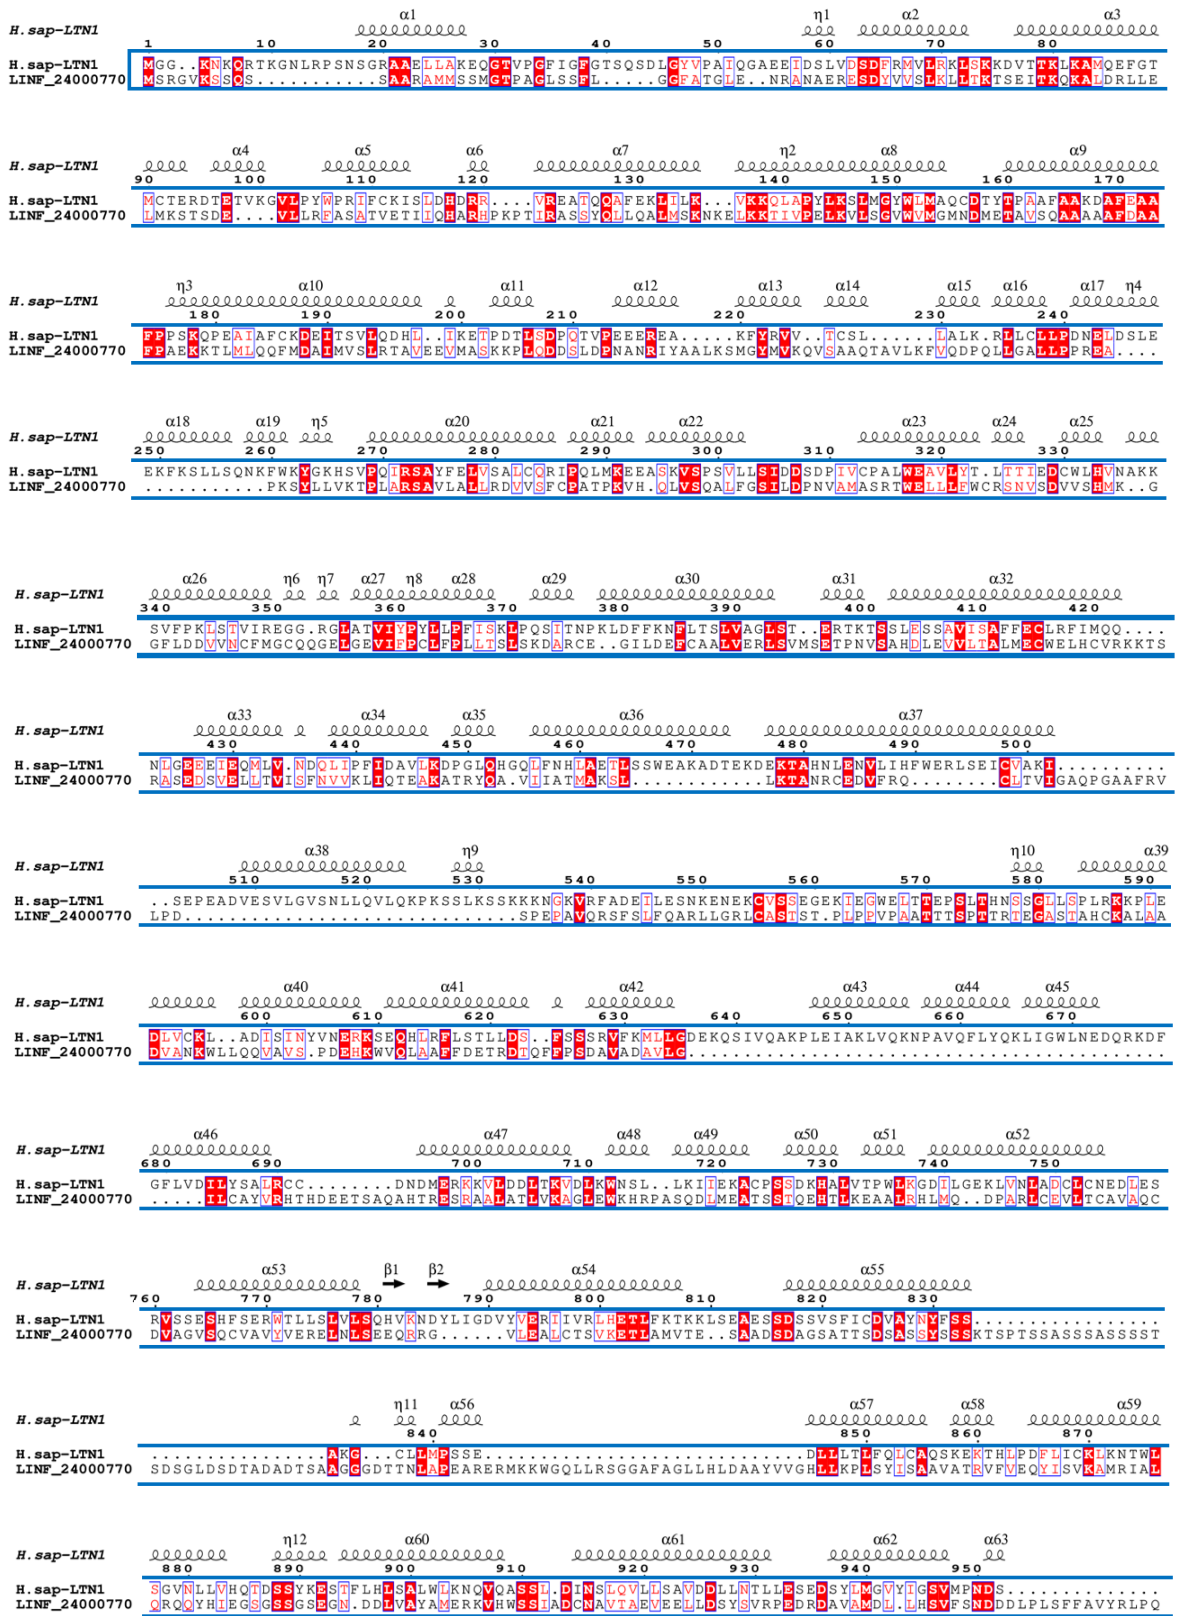 α1 η1 α2 α3
H.sap-LTN1
1 10 20 30 40 50 60 70 80
H.sap-LTN1 MGG..KNKQRTKGNLRPSNSGRAAELLAKEQGTVPGFIGFGTSQSDLGYVPAIQGAEEIDSLVDSDFRMVLRKLSKKDVTTKLKAMQEFGT
LINF_24000770 MSRGVKSSQS..........SAARAMMSSMGTPAGLSSFL....GGFVATGLE..NRANAERESDYVVSLKLLTKTSEITKQKALDRLLE
α4 α5 α6 α7 η2 α8 α9
H.sap-LTN1
90 100 110 120 130 140 150 160 170
H.sap-LTN1 MCTERDTETVKGVLPYWPRIFCKISLDHDRR....VREATQQAFEKLILK...VKKQLAPYLKSLMGYWLMAQCDTYTPAAFAAKDAFEAA
LINF_24000770 LMKSTSDE....VLLRFASATVETIIQHARHPKPTIRASSYQLLQALMSKNKELKKTIVPELKVLSGVWVMGMNDMETAVSQAAAAAFDAA
η3 α10 α11 α12 α13 α14 α15 α16 α17 η4
H.sap-LTN1
180 190 200 210 220 230 240
H.sap-LTN1 FPPSKQPEAIAFCKDEITSVLQDHL..IKETPDTLSDPQTVPEEEREA.....KFYRVV..TCSL......LALK.RLLCLLPDNELDSLE
LINF_24000770 FPAEKKTLMLQQFMDAIMVSLRTAVEEVMASKKPLQDDSLDPNANRIYAALKSMGYMVKQVSAAQTAVLKFVQDPQLLGALLPPREA....
α18 α19 η5 α20 α21 α22 α23 α24 α25
H.sap-LTN1
250 260 270 280 290 300 310 320 330
H.sap-LTN1 EKFKSLLSQNKFWKYGKHSVPQIRSAYFELVSALCQRIPQLMKEEASKVSPSVLLSIDDSDPIVCPALWEAVLYT.LTTIEDCWLHVNAKK
LINF_24000770 ...........PKSYLLVKTPLARSAVLALLRDVVSFCPATPKVH.QLVSQALFGSILDPNVAMASRTWELLLFWCRSNVSDVVSHMK..G
α26 η6 η7 α27 η8 α28 α29 α30 α31 α32
H.sap-LTN1
340 350 360 370 380 390 400 410 420
H.sap-LTN1 SVFPKLSTVIREGG.RGLATVIYPYLLPFISKLPQSITNPKLDFFKNFLTSLVAGLST..ERTKTSSLESSAVISAFFECLRFIMQQ....
LINF_24000770 GFLDDVVNCFMGCQQGELGEVIFPCLFPLLTSLSKDARCE..GILDEFCAALVERLSVMSETPNVSAHDLEVVLTALMECWELHCVRKKTS
α33 α34 α35 α36 α37
H.sap-LTN1
430 440 450 460 470 480 490 500
H.sap-LTN1 NLGEEEIEQMLV.NDQLIPFIDAVLKDPGLQHGQLFNHLAETLSSWEAKADTEKDEKTAHNLENVLIHFWERLSEICVAKI..........
LINF_24000770 RASEDSVELLTVISFNVVKLIQTEAKATRYQA.VIIATMAKSL............LKTANRCEDVFRQ.........CLTVIGAQPGAAFRV
α38 η9 η10 α39
H.sap-LTN1
510 520 530 540 550 560 570 580 590
H.sap-LTN1 ..SEPEADVESVLGVSNLLQVLQKPKSSLKSSKKKNGKVRFADEILESNKENEKCVSSEGEKIEGWELTTEPSLTHNSSGLLSPLRKKPLE
LINF_24000770 LPD...............................SPEPAVQRSFSLFQARLLGRLCASTST.PLPPVPAATTTSPTTRTEGASTAHCKALAA
α40 α41 α42 α43 α44 α45
H.sap-LTN1
600 610 620 630 640 650 660 670
H.sap-LTN1 DLVCKL..ADISINYVNERKSEQHLRFLSTLLDS..FSSSRVFKMLLGDEKQSIVQAKPLEIAKLVQKNPAVQFLYQKLIGWLNEDQRKDF
LINF_24000770 DVANKWLLQQVAVS.PDEHKWVQLAAFFDETRDTQFFPSDAVADAVLG...........................................
α46 α47 α48 α49 α50 α51 α52
H.sap-LTN1
680 690 700 710 720 730 740 750
H.sap-LTN1 GFLVDILYSALRCC........DNDMERKKVLDDLTKVDLKWNSL..LKIIEKACPSSDKHALVTPWLKGDILGEKLVNLADCLCNEDLES
LINF_24000770 .....ILCAYVRHTHDEETSAQAHTRESRAALATLVKAGLEWKHRPASQDLMEATSSTQEHTLKEAALRHLMQ..DPARLCEVLTCAVAQC
α53 β1 β2 α54 α55
H.sap-LTN1
760 770 780 790 800 810 820 830
H.sap-LTN1 RVSSESHFSERWTLLSLVLSQHVKNDYLIGDVYVERIIVRLHETLFKTKKLSEAESSDSSVSFICDVAYNYFSS.................
LINF_24000770 DVAGVSQCVAVYVERELNLSEEQRRG.....VLEALCTSVKETLAMVTE..SAADSDAGSATTSDSASSYSSSKTSPTSSASSSASSSSST
η11 α56 α57 α58 α59
H.sap-LTN1
840 850 860 870
H.sap-LTN1 ................AKG...CLLMPSSE.............................DLLLTLFQLCAQSKEKTHLPDFLICKLKNTWL
LINF_24000770 SDSGLDSDTADADTSAAGGGDTTNLAPEARERMKKWGQLLRSGGAFAGLLHLDAAYVVGHLLKPLSYISAAVATRVFVEQYISVKAMRIAL
η12 α60 α61 α62 α63
H.sap-LTN1
880 890 900 910 920 930 940 950
H.sap-LTN1 SGVNLLVHQTDSSYKESTFLHLSALWLKNQVQASSL.DINSLQVLLSAVDDLLNTLLESEDSYLMGVYIGSVMPNDS..............
LINF_24000770 QRQQYHIEGSGSSGSEGN.DDLVAYAMERKVHWSSIADCNAVTAEVEELLDSYSVRPEDRDAVAMDL.LHSVFSNDDDLPLSFFAVYRLPQ